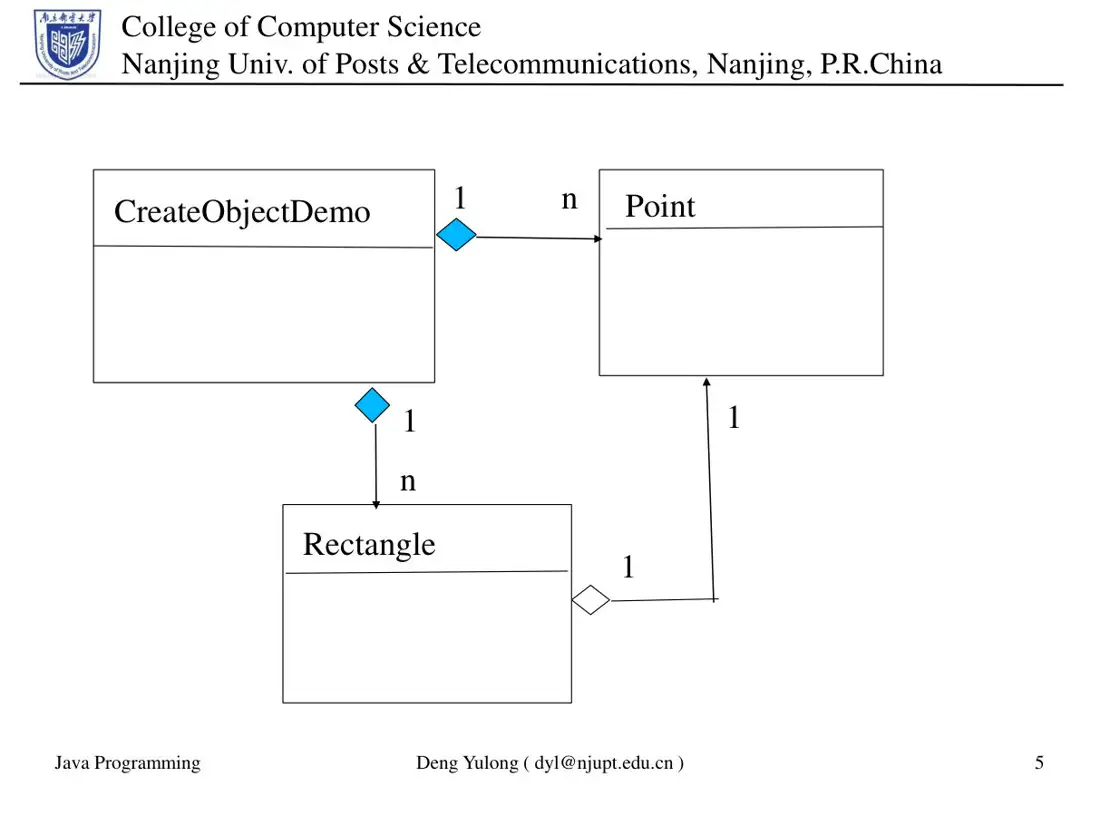 College of Computer Science
Nanjing Univ. of Posts & Telecommunications, Nanjing, P.R.China
CreateObjectDemo
1
n
Point
1
n
1
Rectangle
1
Java Programming
Deng Yulong ( dyl@njupt.edu.cn )
5